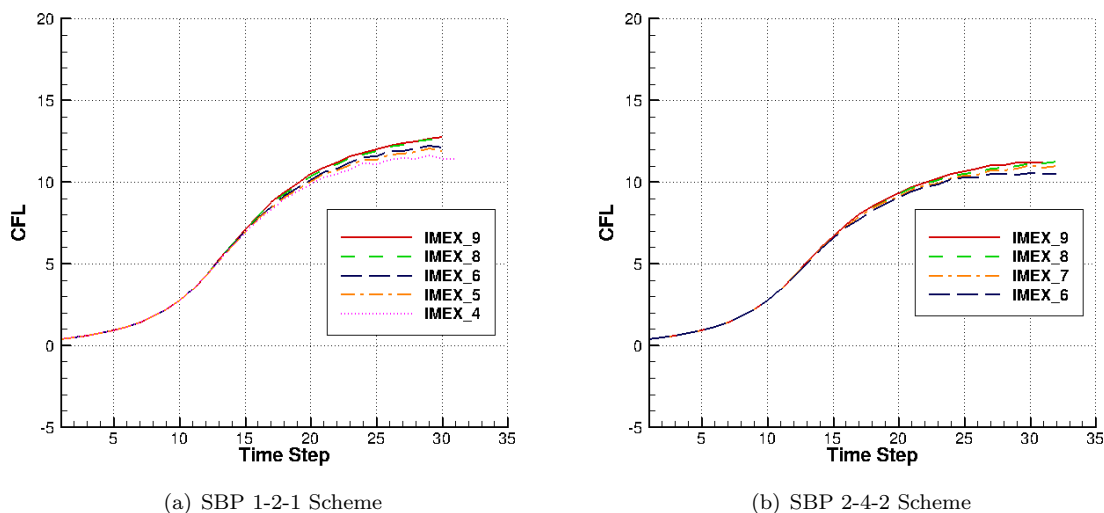 20
15
10
5
0
-5
CFL
5 10 15 20 25 30 35
Time Step
IMEX_9
IMEX_8
IMEX_6
IMEX_5
IMEX_4
(a) SBP 1-2-1 Scheme
20
15
10
5
0
-5
CFL
5 10 15 20 25 30 35
Time Step
IMEX_9
IMEX_8
IMEX_7
IMEX_6
(b) SBP 2-4-2 Scheme